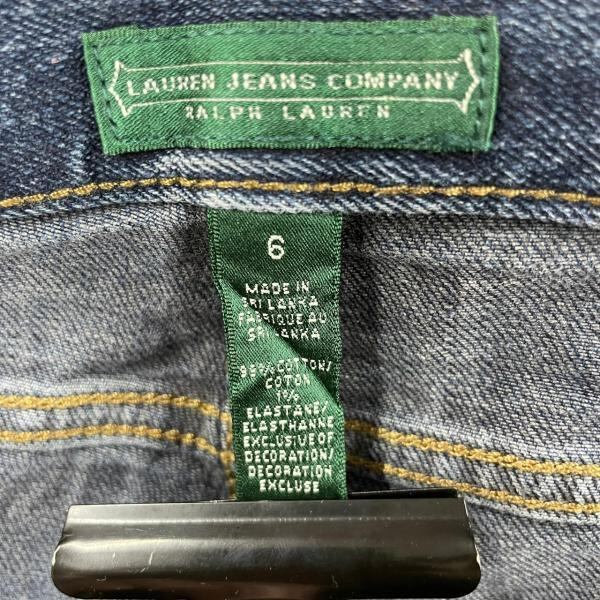 LAUREN JEANS COMPANY
RALPH LAUREN
6
MADE IN
SRI LANKA
FABRIQUE AU
SRI LANKA
99% COTTON/
COTON
1%
ELASTANE/
ELASTHANNE
EXCLUSIVE OF
DECORATION/
DECORATION
EXCLUSE